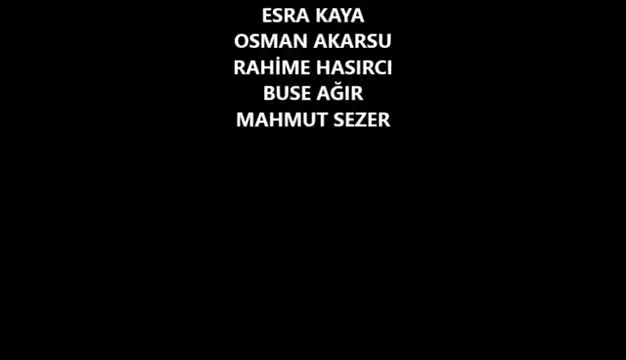 ESRA KAYA
OSMAN AKARSU
RAHİME HASIRCI
BUSE AĞIR
MAHMUT SEZER